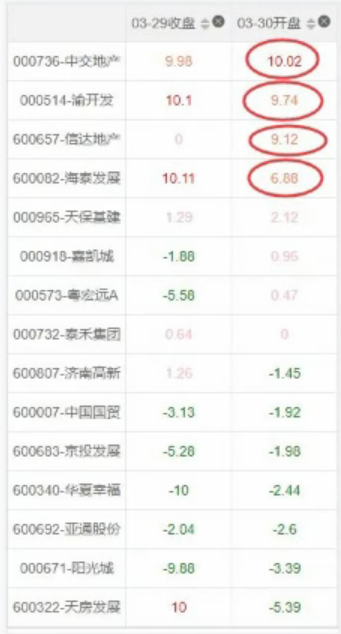 03-29收盘 03-30开盘
000736-中交地产 9.98 10.02
000514-渝开发 10.1 9.74
600657-信达地产 0 9.12
600082-海泰发展 10.11 6.88
000965-天保基建 1.29 2.12
000918-嘉凯城 -1.88 0.95
000573-粤宏远A -5.58 0.47
000732-泰禾集团 0.64 0
600807-济南高新 1.26 -1.45
600007-中国国贸 -3.13 -1.92
600683-京投发展 -5.28 -1.98
600340-华夏幸福 -10 -2.44
600692-亚通股份 -2.04 -2.6
000671-阳光城 -9.88 -3.39
600322-天房发展 10 -5.39